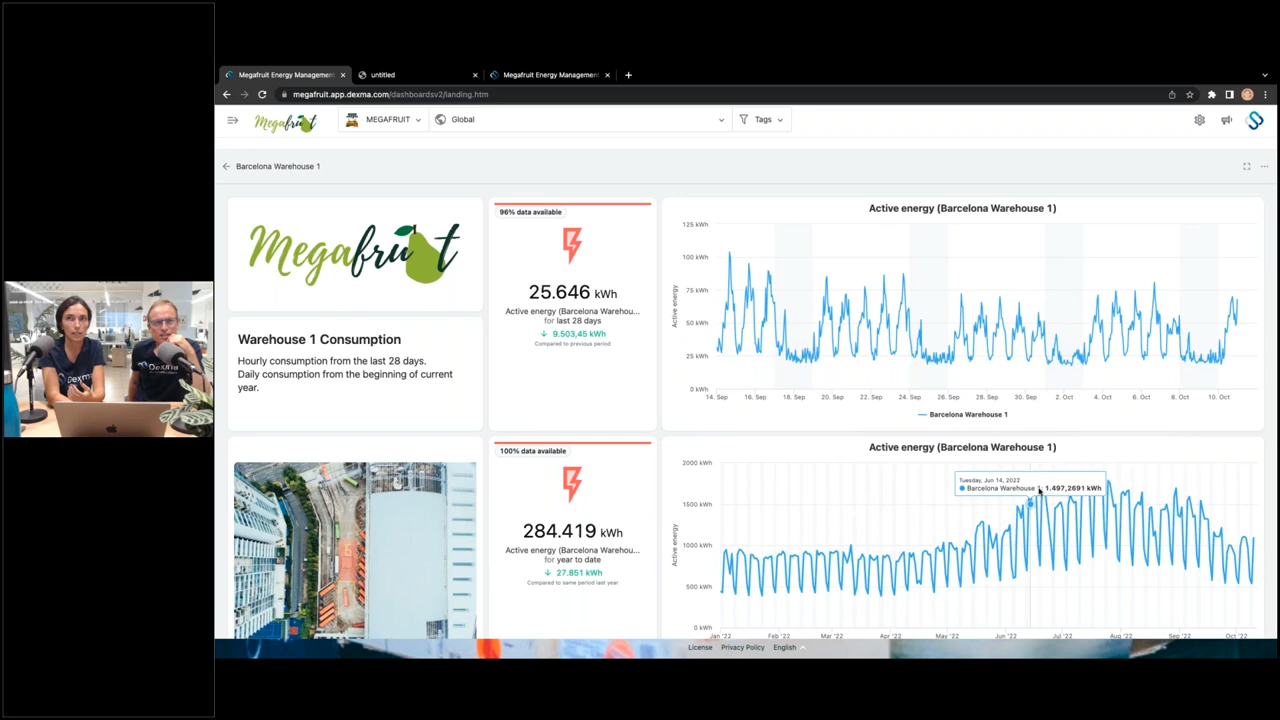 Megafruit Energy Management
untitled
Megafruit Energy Management
megafruit.app.dexma.com/dashboardsv2/landing.htm
Megafruit
MEGAFRUIT
Global
Tags
Barcelona Warehouse 1
Megafruit
Warehouse 1 Consumption
Hourly consumption from the last 28 days.
Daily consumption from the beginning of current
year.
96% data available
25.646 kWh
Active energy (Barcelona Warehou...
for last 28 days
9.503,45 kWh
Compared to previous period
Active energy (Barcelona Warehouse 1)
125 kWh
100 kWh
75 kWh
50 kWh
25 kWh
0 kWh
Active energy
14. Sep 16. Sep 18. Sep 20. Sep 22. Sep 24. Sep 26. Sep 28. Sep 30. Sep 2. Oct 4. Oct 6. Oct 8. Oct 10. Oct
Barcelona Warehouse 1
Dexma
Dexma
100% data available
284.419 kWh
Active energy (Barcelona Warehou...
for year to date
27.851 kWh
Compared to same period last year
Active energy (Barcelona Warehouse 1)
2000 kWh
1500 kWh
1000 kWh
500 kWh
0 kWh
Active energy
Tuesday, Jun 14, 2022
Barcelona Warehouse 1: 1.497,2691 kWh
Jan '22 Feb '22 Mar '22 Apr '22 May '22 Jun '22 Jul '22 Aug '22 Sep '22 Oct '22
License Privacy Policy English